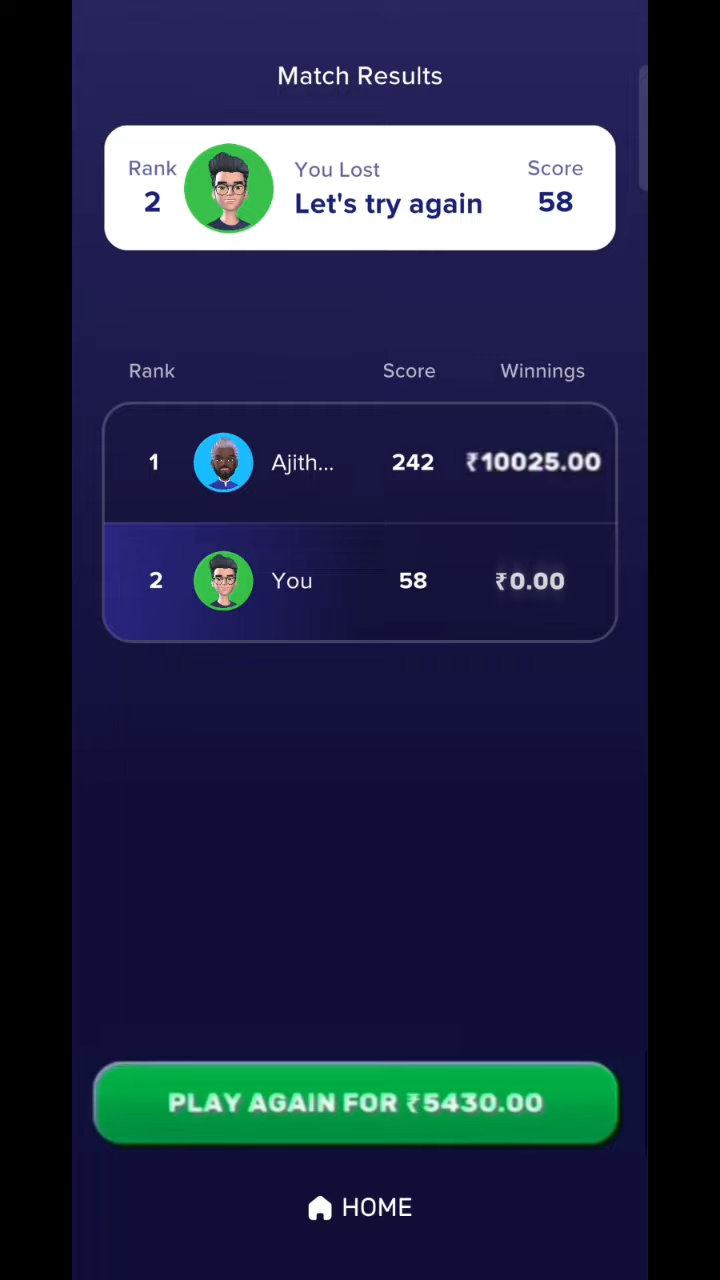 Match Results
Rank You Lost Score
2 Let's try again 58
Rank Score Winnings
1 Ajith... 242 ₹10025.00
2 You 58 ₹0.00
PLAY AGAIN FOR ₹5430.00
HOME